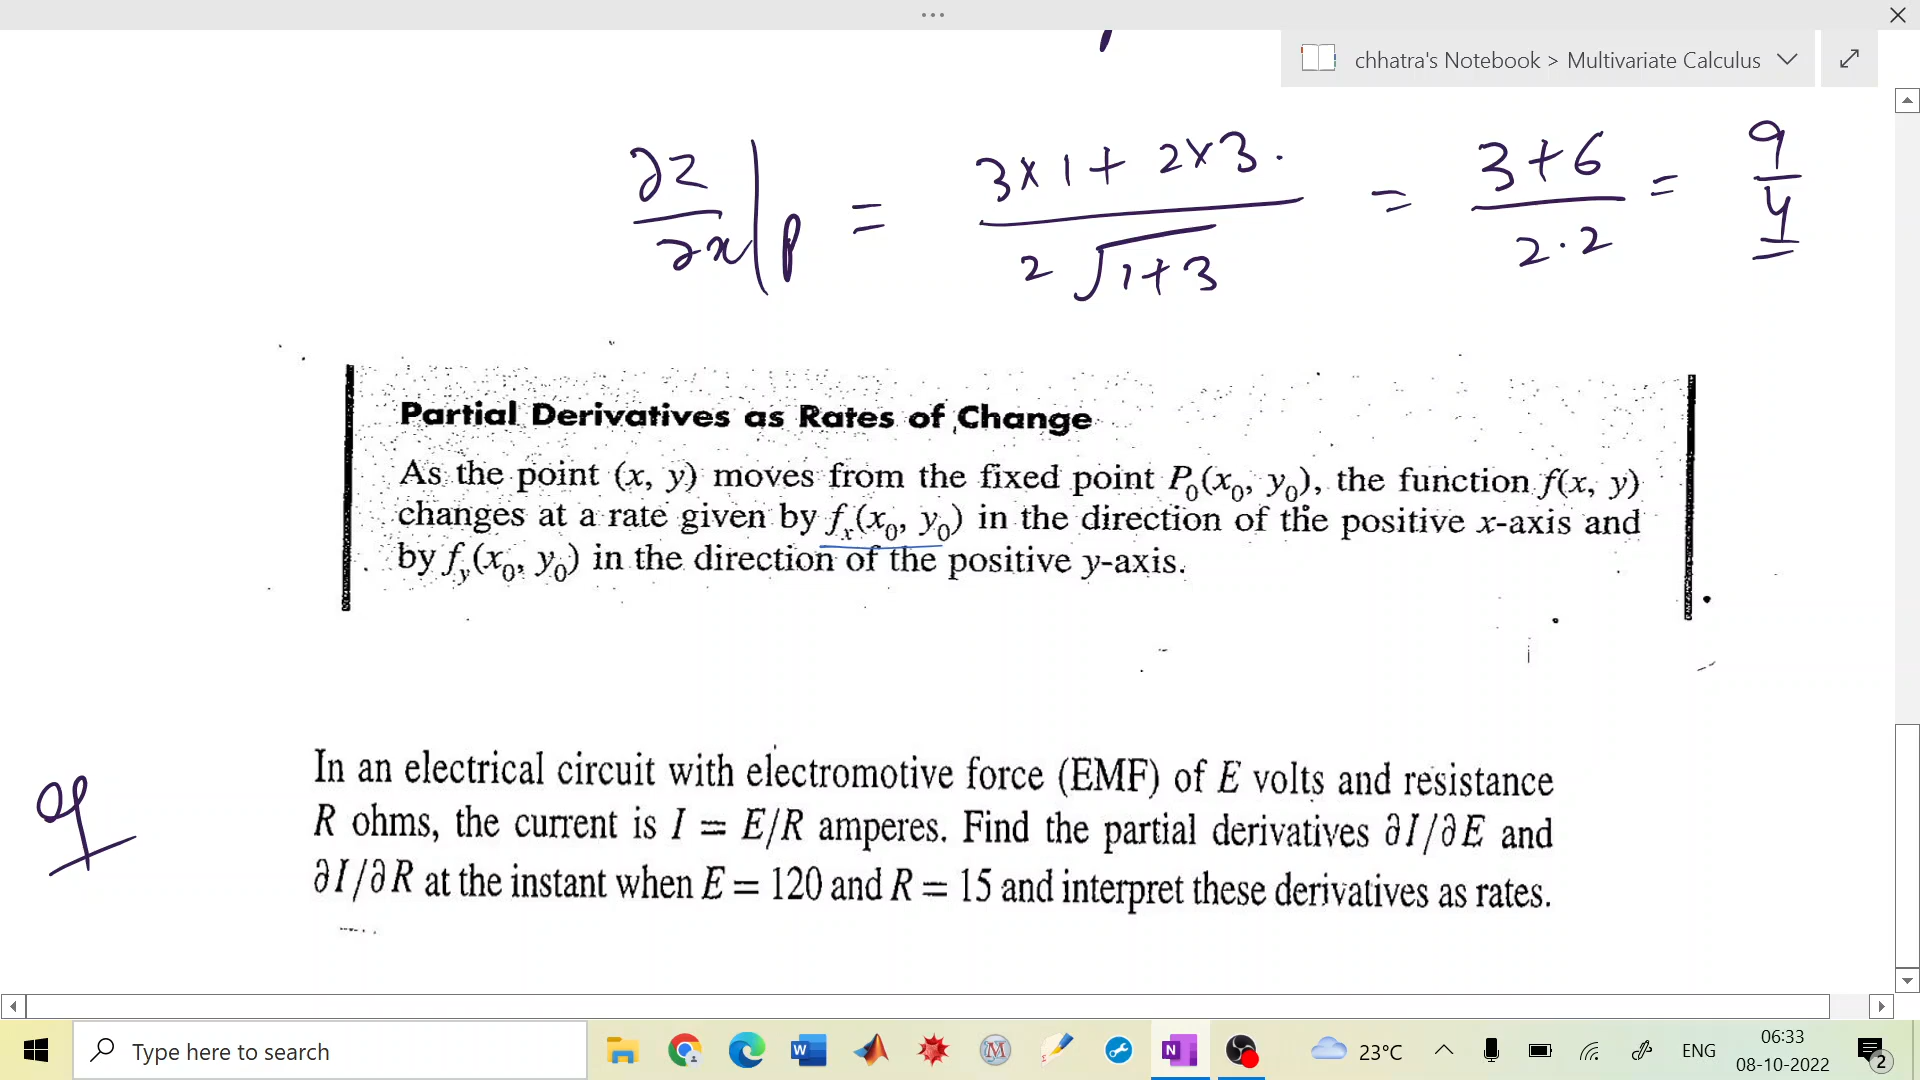 chhatra's Notebook > Multivariate Calculus
∂z/∂x|p = (3×1 + 2×3)/(2√(1+3)) = (3+6)/(2·2) = 9/4
Partial Derivatives as Rates of Change
As the point (x, y) moves from the fixed point P₀(x₀, y₀), the function f(x, y)
changes at a rate given by fₓ(x₀, y₀) in the direction of the positive x-axis and
by f_y(x₀, y₀) in the direction of the positive y-axis.
In an electrical circuit with electromotive force (EMF) of E volts and resistance
R ohms, the current is I = E/R amperes. Find the partial derivatives ∂I/∂E and
∂I/∂R at the instant when E = 120 and R = 15 and interpret these derivatives as rates.
Type here to search
23°C
ENG
06:33
08-10-2022
2